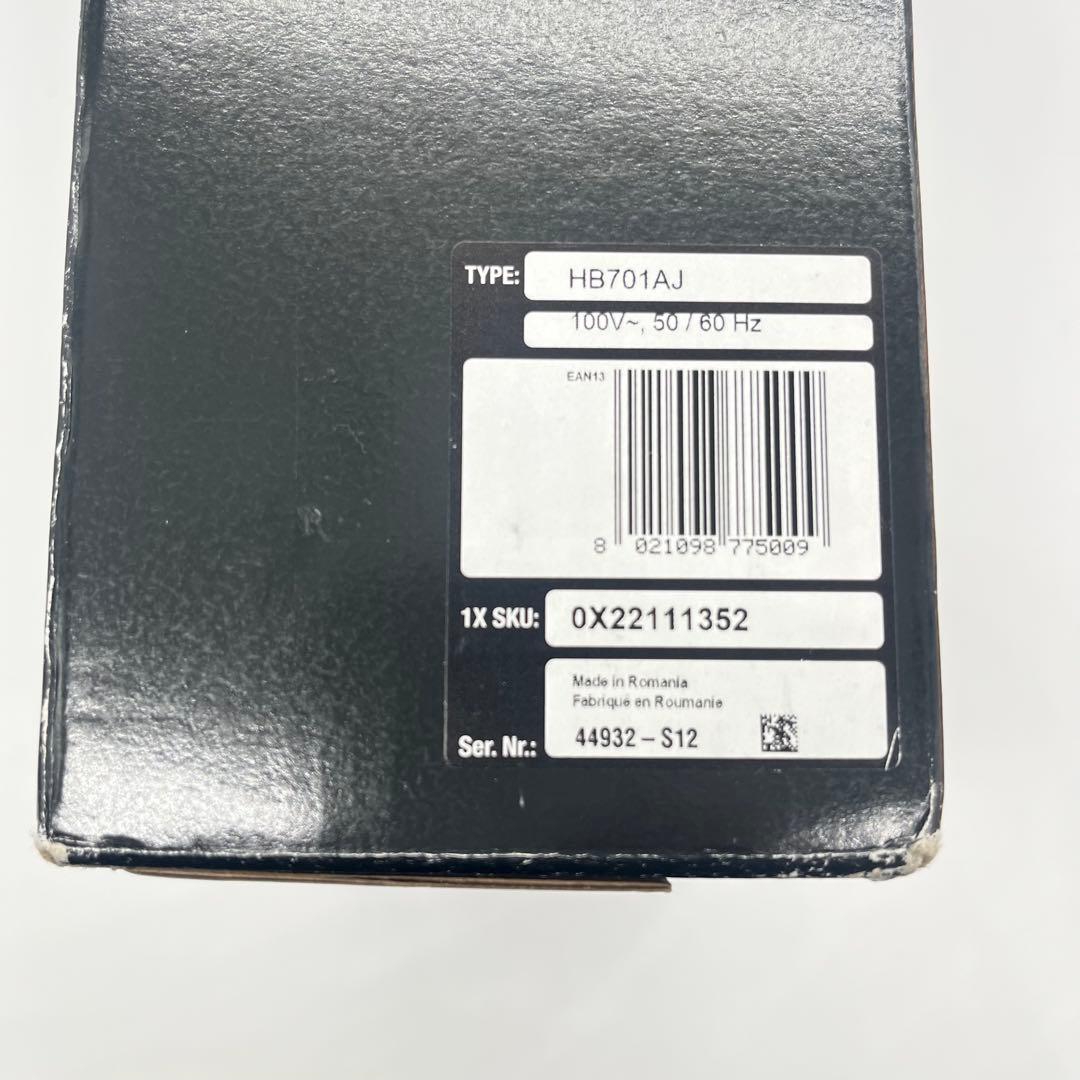 TYPE: HB701AJ
100V~, 50 / 60 Hz
EAN13
8 021098 775009
1X SKU: 0X22111352
Made in Romania
Fabriqué en Roumanie
Ser. Nr.: 44932 – S12